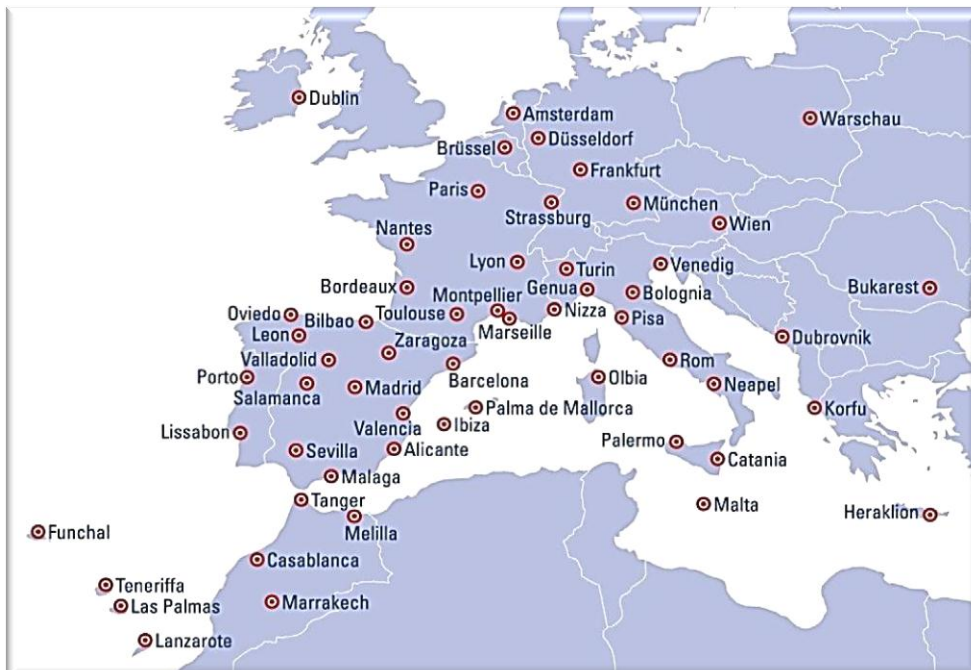 Dublin
Amsterdam
Warschau
Düsseldorf
Brüssel
Frankfurt
Paris
Strassburg
München
Wien
Nantes
Lyon
Turin
Venedig
Bordeaux
Montpellier
Genua
Bolognia
Bukarest
Oviedo
Bilbao
Toulouse
Nizza
Pisa
Marseille
Leon
Zaragoza
Dubrovnik
Valladolid
Rom
Porto
Salamanca
Madrid
Barcelona
Olbia
Neapel
Palma de Mallorca
Korfu
Valencia
Ibiza
Lissabon
Sevilla
Alicante
Palermo
Catania
Malaga
Tanger
Malta
Heraklion
Melilla
Funchal
Casablanca
Teneriffa
Las Palmas
Marrakech
Lanzarote